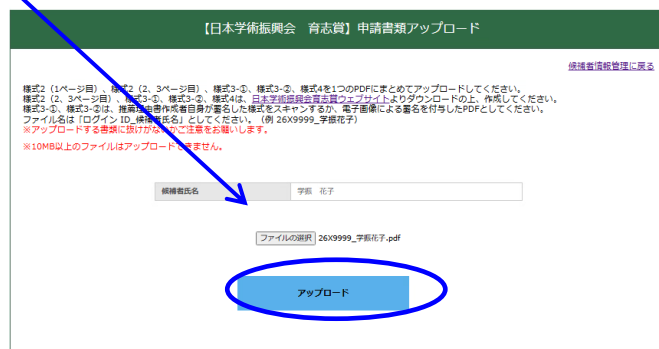 【日本学術振興会　育志賞】申請書類アップロード
候補者情報管理に戻る
様式2（1ページ目）、様式2（2、3ページ目）、様式3-①、様式3-②、様式4を1つのPDFにまとめてアップロードしてください。
様式2（2、3ページ目）、様式3-①、様式3-②、様式4は、日本学術振興会育志賞ウェブサイトよりダウンロードの上、作成してください。
様式3-①、様式3-②は、推薦理由書作成者自身が署名した様式をスキャンするか、電子画像による署名を付与したPDFとしてください。
ファイル名は「ログイン ID_候補者氏名」としてください。（例 26X9999_学振花子）
※アップロードする書類に抜けがないかご注意をお願いします。
※10MB以上のファイルはアップロードできません。
候補者氏名　学振　花子
ファイルの選択 26X9999_学振花子.pdf
アップロード